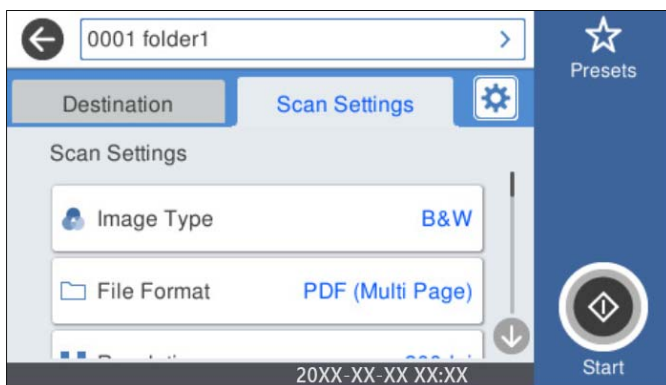 0001 folder1
Presets
Destination
Scan Settings
Scan Settings
Image Type
B&W
File Format
PDF (Multi Page)
20XX-XX-XX XX:XX
Start